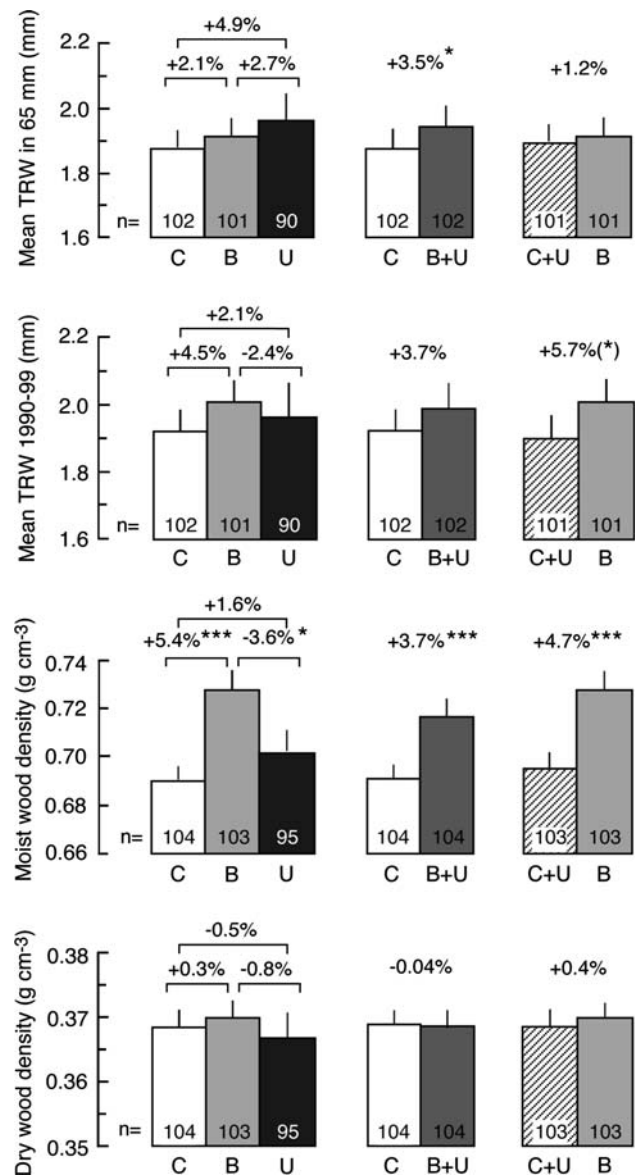 +4.9%
+2.1% +2.7% +3.5%* +1.2%
Mean TRW in 65 mm (mm)
2.2
2.0
1.8
1.6
n= 102 101 90 102 102 101 101
C B U C B+U C+U B
+2.1%
+4.5% -2.4% +3.7% +5.7%(*)
Mean TRW 1990-99 (mm)
2.2
2.0
1.8
1.6
n= 102 101 90 102 102 101 101
C B U C B+U C+U B
+1.6%
+5.4%*** -3.6%* +3.7%*** +4.7%***
Moist wood density (g cm-3)
0.74
0.72
0.70
0.68
0.66
n= 104 103 95 104 104 103 103
C B U C B+U C+U B
-0.5%
+0.3% -0.8% -0.04% +0.4%
Dry wood density (g cm-3)
0.38
0.37
0.36
0.35
n= 104 103 95 104 104 103 103
C B U C B+U C+U B